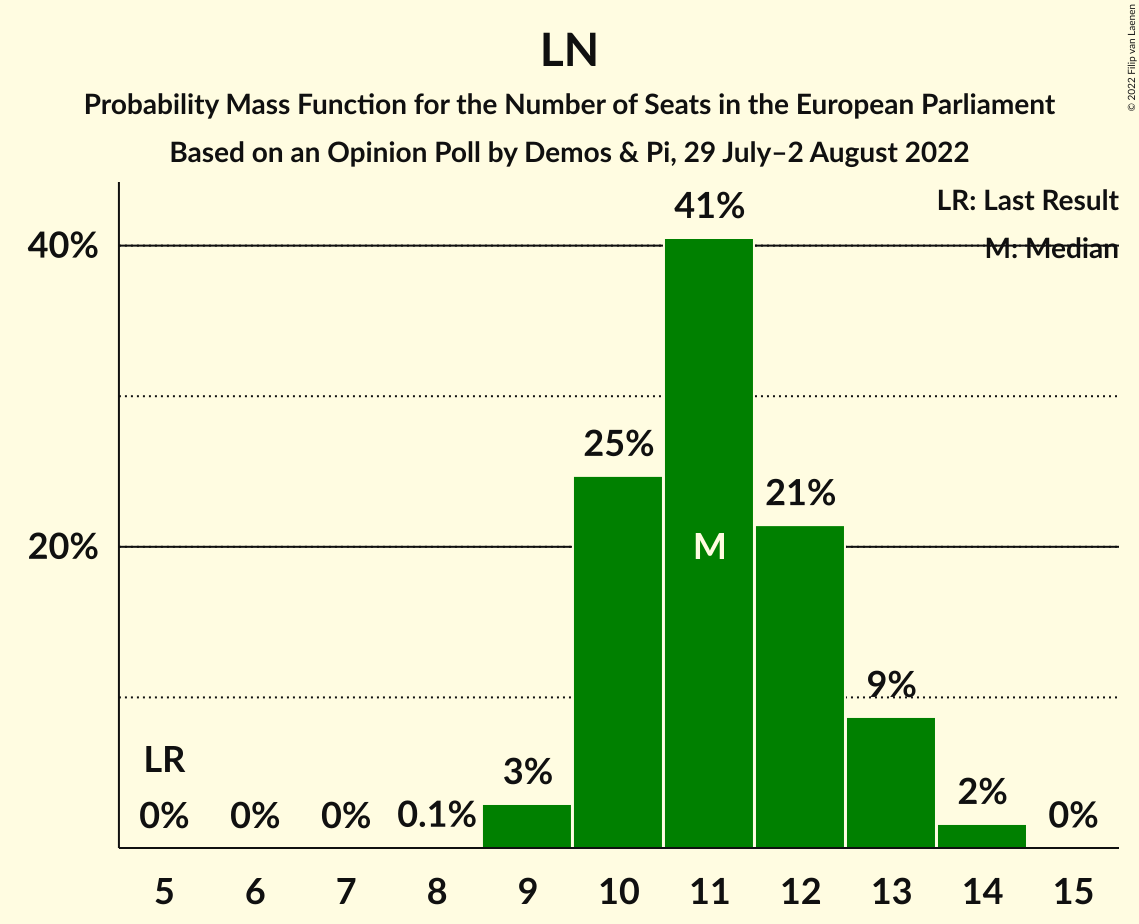 LN
Probability Mass Function for the Number of Seats in the European Parliament
Based on an Opinion Poll by Demos & Pi, 29 July–2 August 2022
© 2022 Filip van Laenen
LR: Last Result
M: Median
40%
20%
LR
0%
0%
0%
0.1%
3%
25%
41%
M
21%
9%
2%
0%
5 6 7 8 9 10 11 12 13 14 15